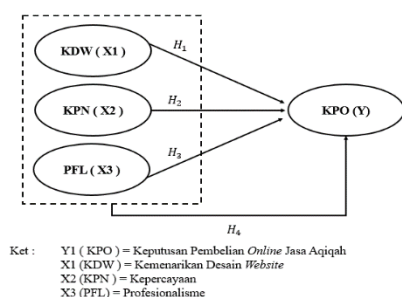 KDW ( X1 )
H₁
KPN ( X2 )
H₂
KPO (Y)
PFL ( X3 )
H₃
H₄
Ket : Y1 ( KPO ) = Keputusan Pembelian Online Jasa Aqiqah
X1 (KDW ) = Kemenarikan Desain Website
X2 (KPN ) = Kepercayaan
X3 (PFL) = Profesionalisme